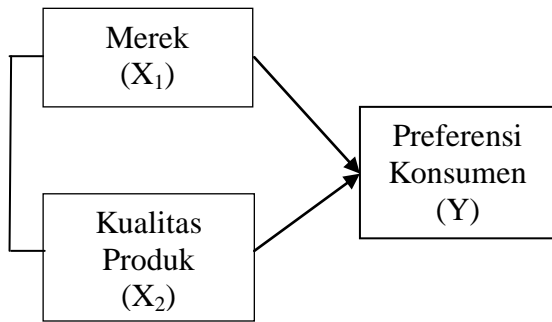 Merek
(X₁)
Preferensi
Konsumen
(Y)
Kualitas
Produk
(X₂)